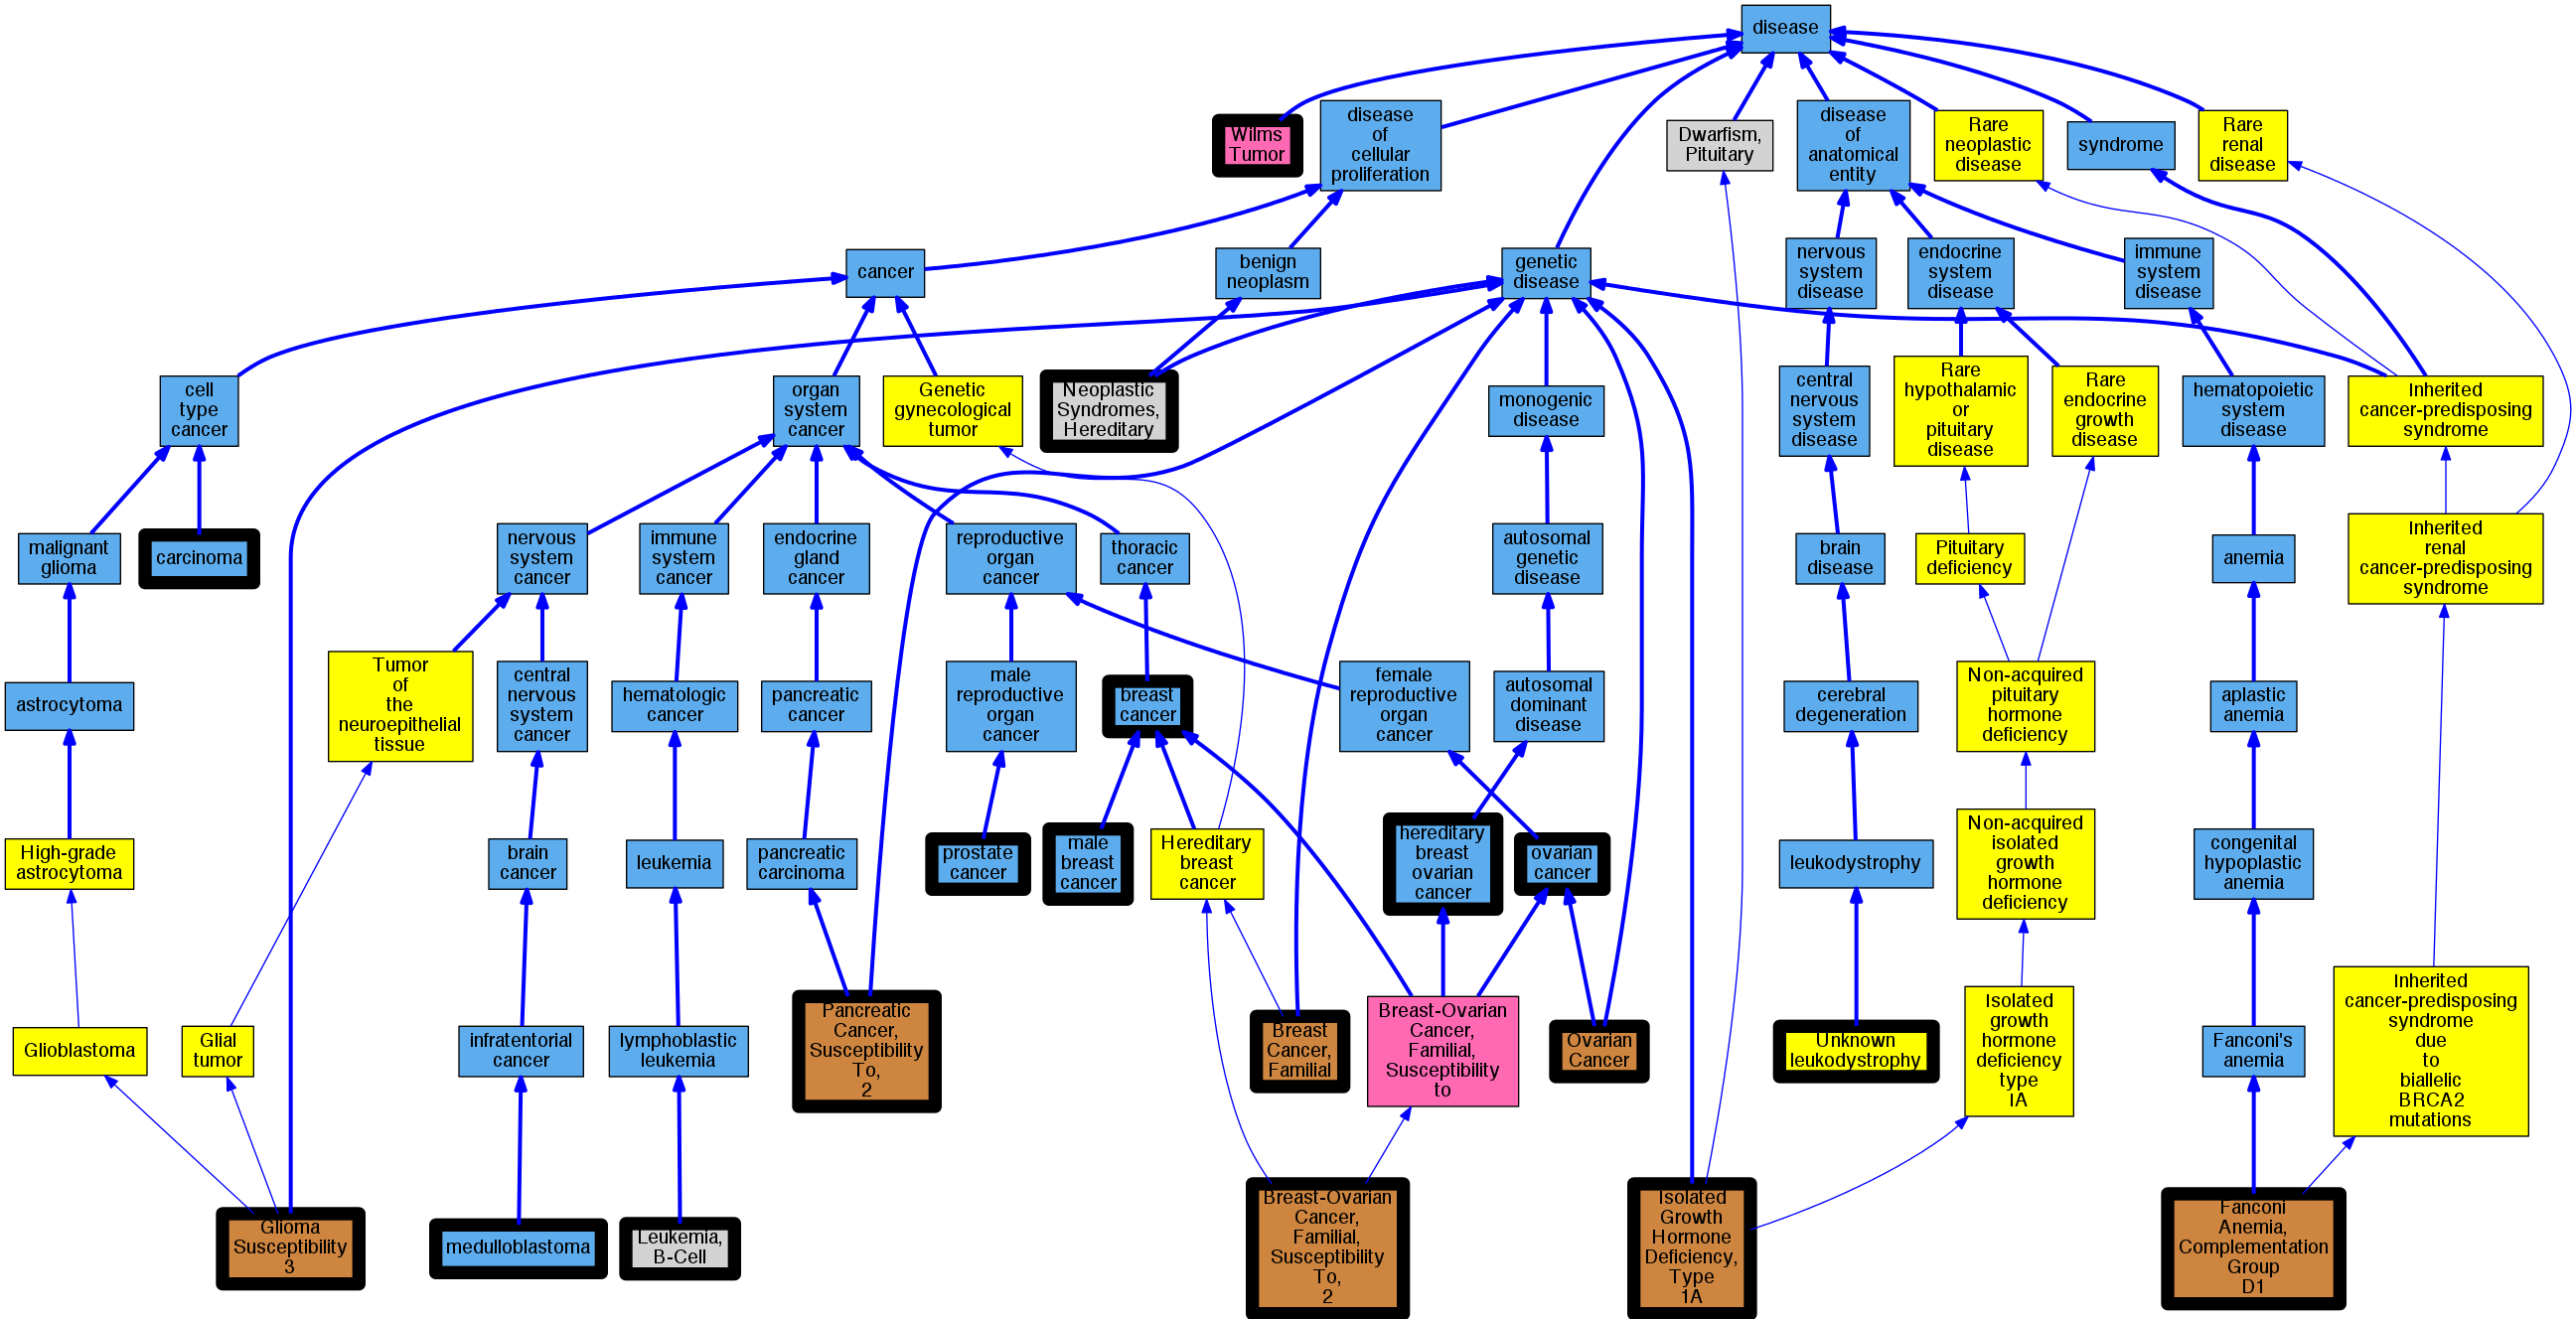 disease
Wilms
Tumor
disease
of
cellular
proliferation
Dwarfism,
Pituitary
disease
of
anatomical
entity
Rare
neoplastic
disease
syndrome
Rare
renal
disease
cancer
benign
neoplasm
genetic
disease
nervous
system
disease
endocrine
system
disease
immune
system
disease
cell
type
cancer
organ
system
cancer
Genetic
gynecological
tumor
Neoplastic
Syndromes,
Hereditary
monogenic
disease
central
nervous
system
disease
Rare
hypothalamic
or
pituitary
disease
Rare
endocrine
growth
disease
hematopoietic
system
disease
Inherited
cancer-predisposing
syndrome
malignant
glioma
carcinoma
nervous
system
cancer
immune
system
cancer
endocrine
gland
cancer
reproductive
organ
cancer
thoracic
cancer
autosomal
genetic
disease
brain
disease
Pituitary
deficiency
anemia
Inherited
renal
cancer-predisposing
syndrome
astrocytoma
Tumor
of
the
neuroepithelial
tissue
central
nervous
system
cancer
hematologic
cancer
pancreatic
cancer
male
reproductive
organ
cancer
breast
cancer
female
reproductive
organ
cancer
autosomal
dominant
disease
cerebral
degeneration
Non-acquired
pituitary
hormone
deficiency
aplastic
anemia
High-grade
astrocytoma
brain
cancer
leukemia
pancreatic
carcinoma
prostate
cancer
male
breast
cancer
Hereditary
breast
cancer
hereditary
breast
ovarian
cancer
ovarian
cancer
leukodystrophy
Non-acquired
isolated
growth
hormone
deficiency
congenital
hypoplastic
anemia
Glioblastoma
Glial
tumor
infratentorial
cancer
lymphoblastic
leukemia
Pancreatic
Cancer,
Susceptibility
To,
2
Breast
Cancer,
Familial
Breast-Ovarian
Cancer,
Familial,
Susceptibility
to
Ovarian
Cancer
Unknown
leukodystrophy
Isolated
growth
hormone
deficiency
type
IA
Fanconi's
anemia
Inherited
cancer-predisposing
syndrome
due
to
biallelic
BRCA2
mutations
Glioma
Susceptibility
3
medulloblastoma
Leukemia,
B-Cell
Breast-Ovarian
Cancer,
Familial,
Susceptibility
To,
2
Isolated
Growth
Hormone
Deficiency,
Type
1A
Fanconi
Anemia,
Complementation
Group
D1